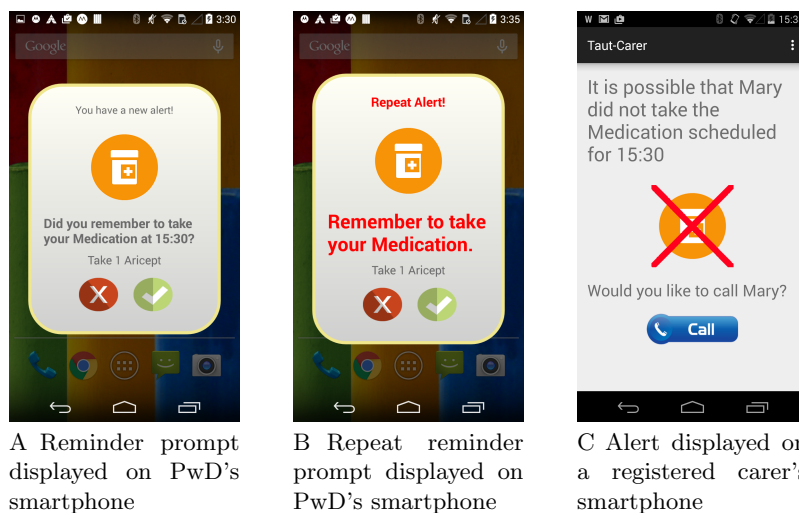 3:30
Google
You have a new alert!
Did you remember to take
your Medication at 15:30?
Take 1 Aricept
A Reminder prompt
displayed on PwD's
smartphone
3:35
Google
Repeat Alert!
Remember to take
your Medication.
Take 1 Aricept
B Repeat reminder
prompt displayed on
PwD's smartphone
W
15:3
Taut-Carer
It is possible that Mary
did not take the
Medication scheduled
for 15:30
Would you like to call Mary?
Call
C Alert displayed on
a registered carer's
smartphone